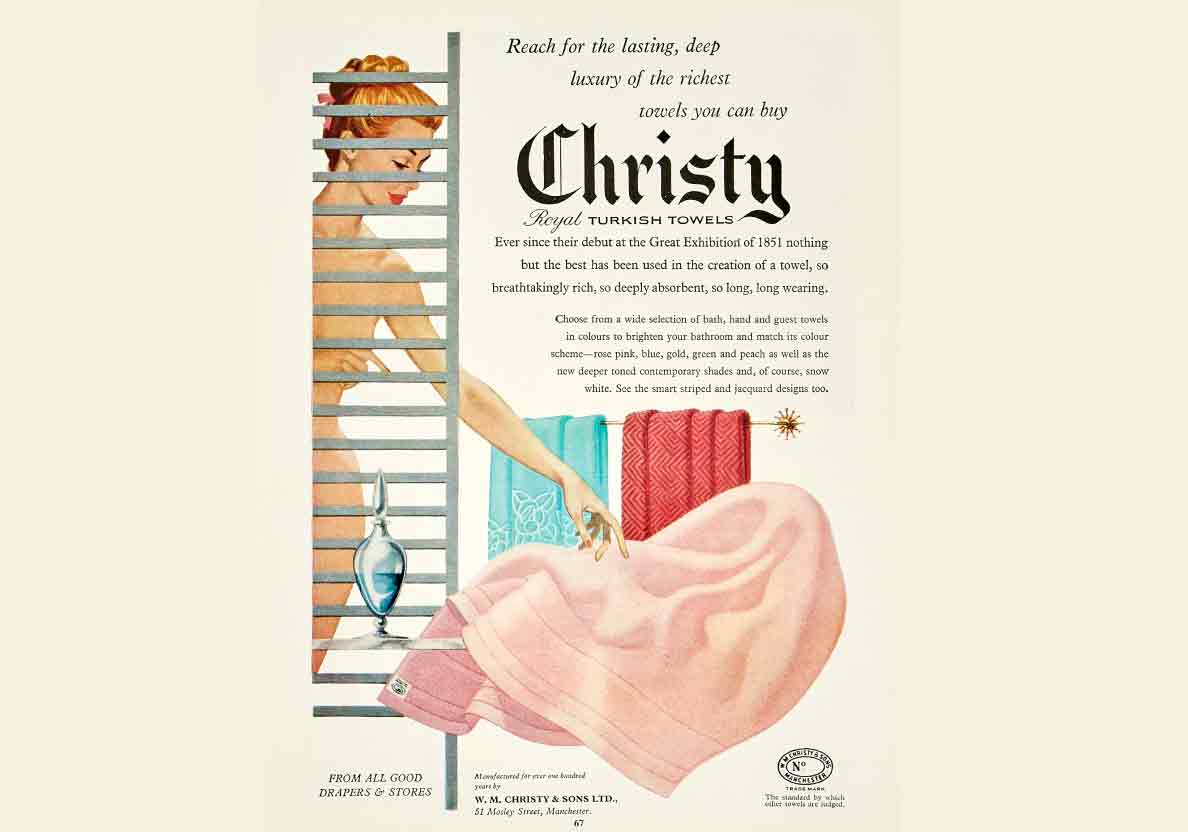 Reach for the lasting, deep
luxury of the richest
towels you can buy
Christy
Royal TURKISH TOWELS
Ever since their debut at the Great Exhibition of 1851 nothing
but the best has been used in the creation of a towel, so
breathtakingly rich, so deeply absorbent, so long, long wearing.
Choose from a wide selection of bath, hand and guest towels
in colours to brighten your bathroom and match its colour
scheme—rose pink, blue, gold, green and peach as well as the
new deeper toned contemporary shades and, of course, snow
white. See the smart striped and jacquard designs too.
FROM ALL GOOD
DRAPERS & STORES
Manufactured for over one hundred
years by
W. M. CHRISTY & SONS LTD.,
51 Mosley Street, Manchester.
67
W M CHRISTY & SONS
No
MANCHESTER
TRADE MARK
The standard by which
other towels are judged.